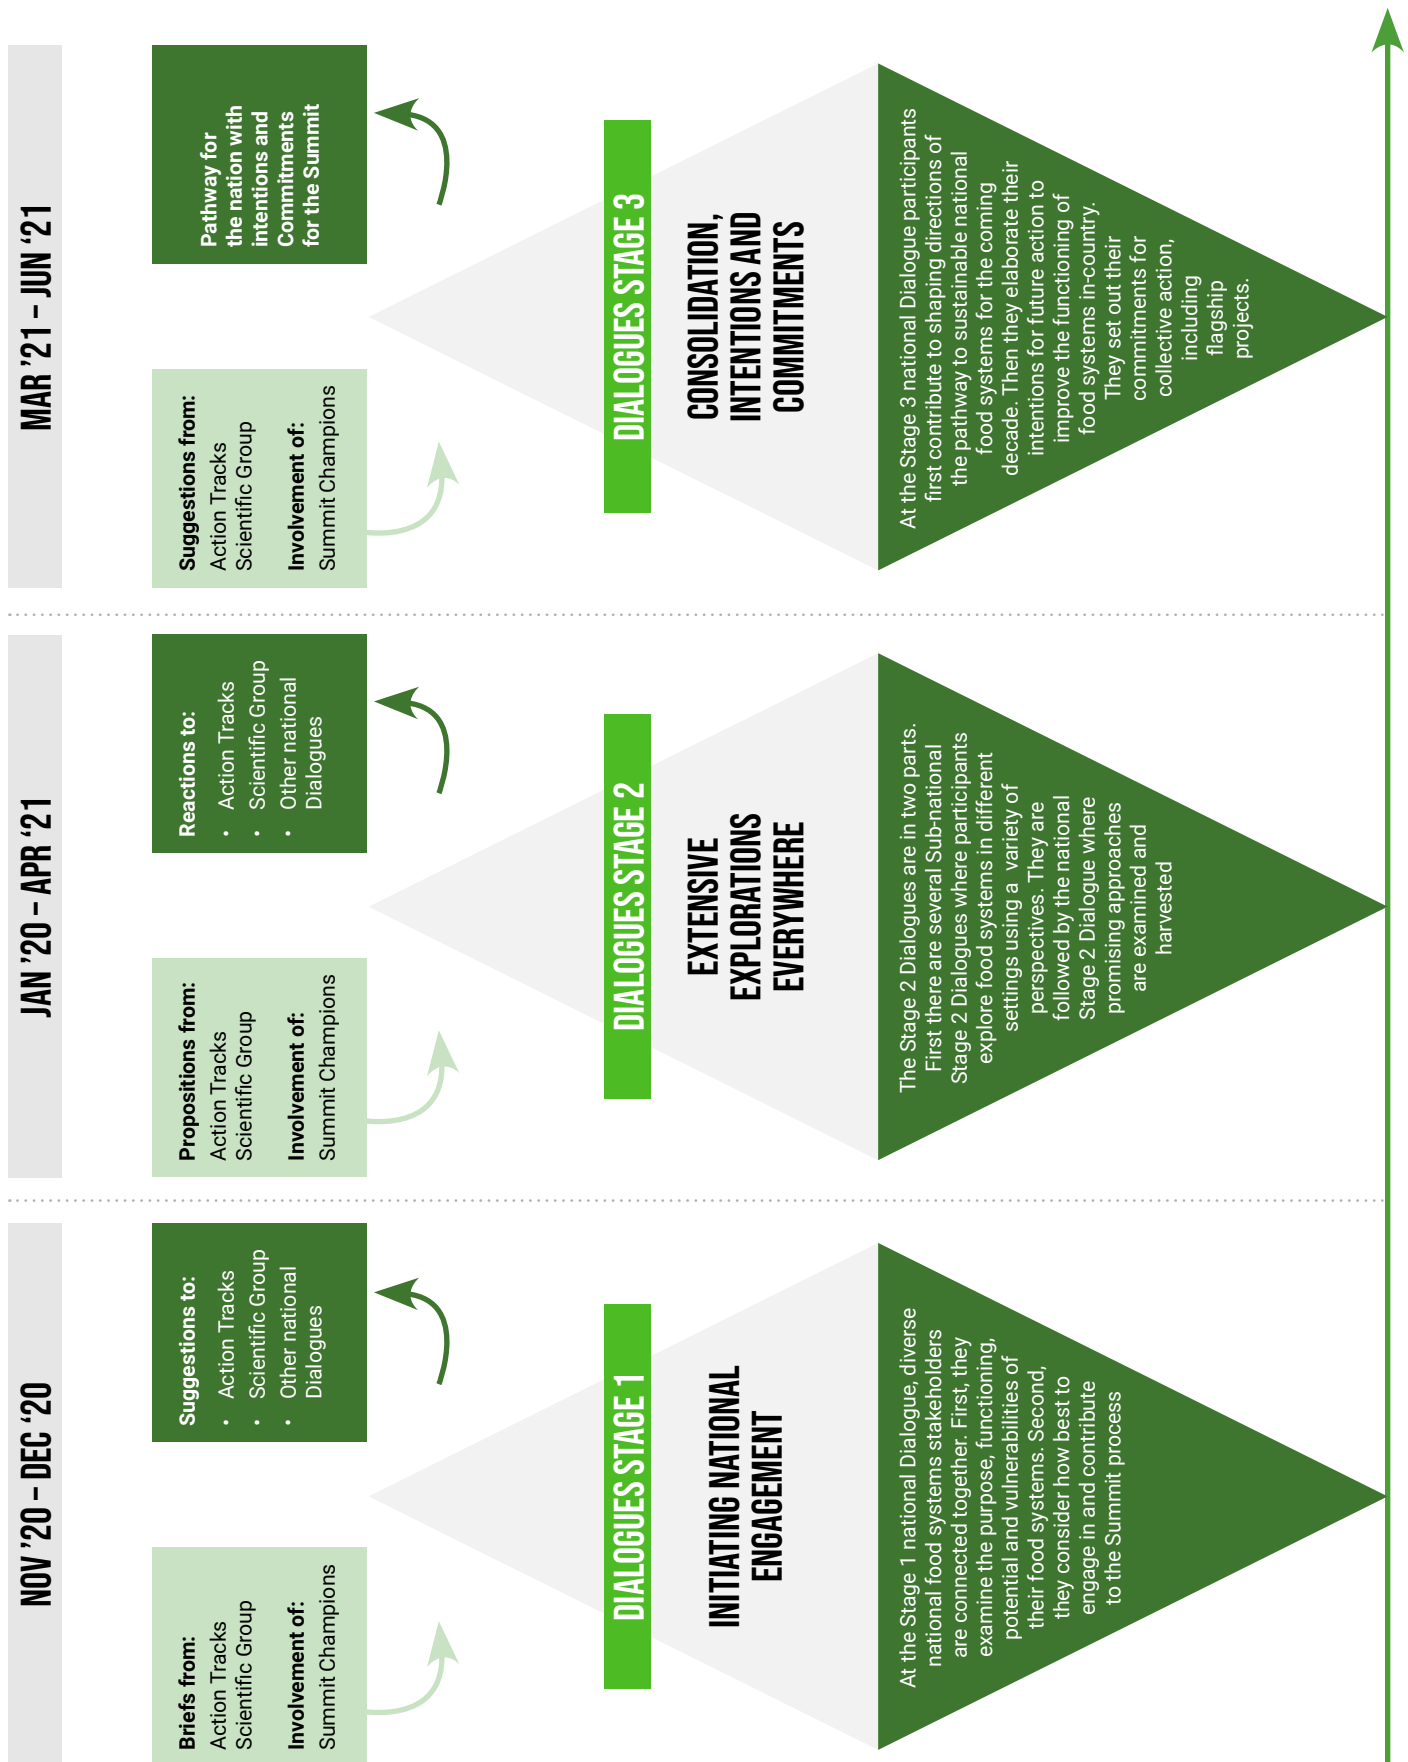 NOV ’20 – DEC ‘20
Briefs from:
Action Tracks
Scientific Group
Involvement of:
Summit Champions
Suggestions to:
• Action Tracks
• Scientific Group
• Other national
Dialogues
DIALOGUES STAGE 1
INITIATING NATIONAL
ENGAGEMENT
At the Stage 1 national Dialogue, diverse
national food systems stakeholders
are connected together. First, they
examine the purpose, functioning,
potential and vulnerabilities of
their food systems. Second,
they consider how best to
engage in and contribute
to the Summit process
JAN ’20 – APR ‘21
Propositions from:
Action Tracks
Scientific Group
Involvement of:
Summit Champions
Reactions to:
• Action Tracks
• Scientific Group
• Other national
Dialogues
DIALOGUES STAGE 2
EXTENSIVE
EXPLORATIONS
EVERYWHERE
The Stage 2 Dialogues are in two parts.
First there are several Sub-national
Stage 2 Dialogues where participants
explore food systems in different
settings using a variety of
perspectives. They are
followed by the national
Stage 2 Dialogue where
promising approaches
are examined and
harvested
MAR ’21 – JUN ‘21
Suggestions from:
Action Tracks
Scientific Group
Involvement of:
Summit Champions
Pathway for
the nation with
intentions and
Commitments
for the Summit
DIALOGUES STAGE 3
CONSOLIDATION,
INTENTIONS AND
COMMITMENTS
At the Stage 3 national Dialogue participants
first contribute to shaping directions of
the pathway to sustainable national
food systems for the coming
decade. Then they elaborate their
intentions for future action to
improve the functioning of
food systems in-country.
They set out their
commitments for
collective action,
including
flagship
projects.